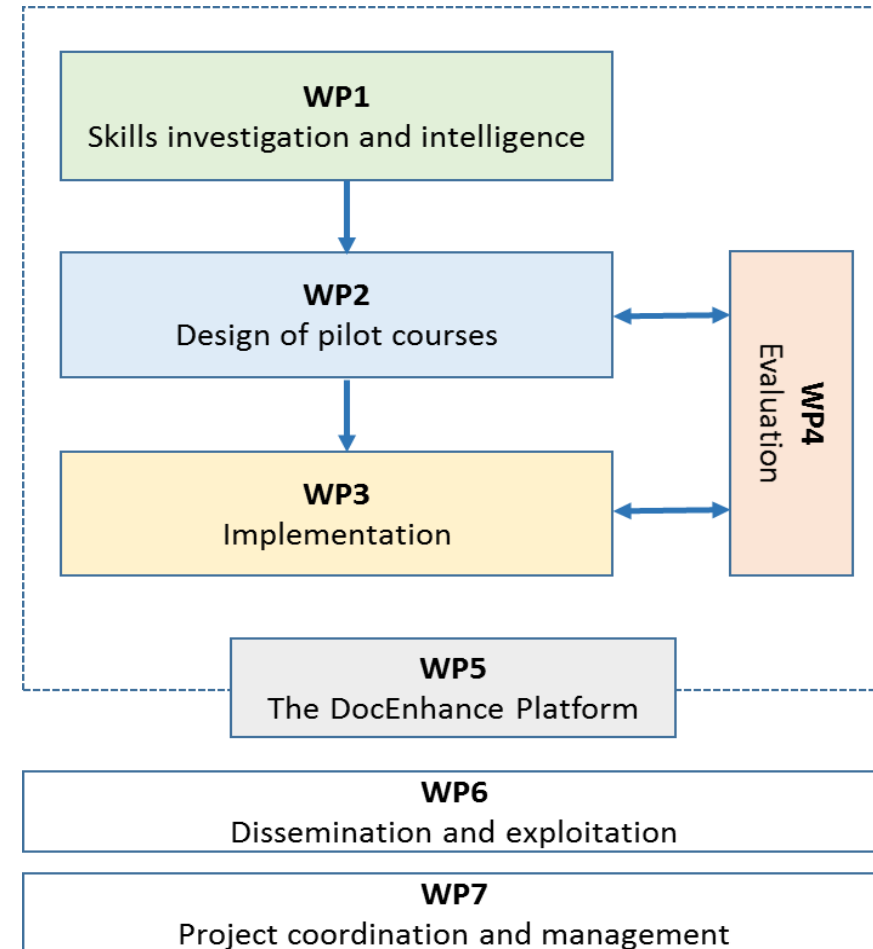 WP1
Skills investigation and intelligence
WP2
Design of pilot courses
WP3
Implementation
WP4
Evaluation
WP5
The DocEnhance Platform
WP6
Dissemination and exploitation
WP7
Project coordination and management